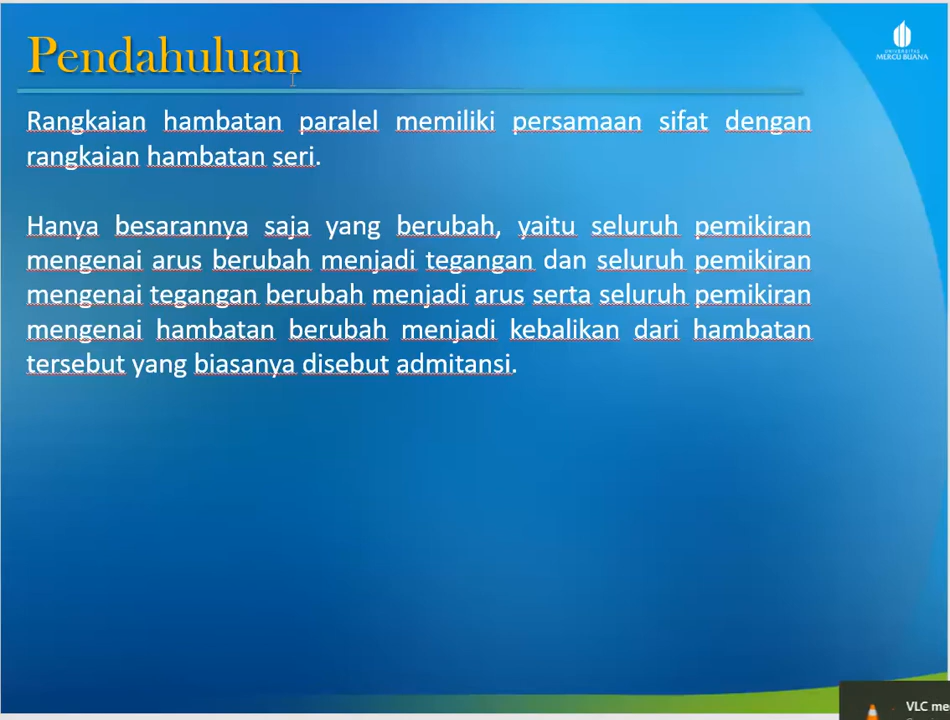 Pendahuluan
UNIVERSITAS
MERCU BUANA
Rangkaian hambatan paralel memiliki persamaan sifat dengan
rangkaian hambatan seri.
Hanya besarannya saja yang berubah, yaitu seluruh pemikiran
mengenai arus berubah menjadi tegangan dan seluruh pemikiran
mengenai tegangan berubah menjadi arus serta seluruh pemikiran
mengenai hambatan berubah menjadi kebalikan dari hambatan
tersebut yang biasanya disebut admitansi.
VLC me